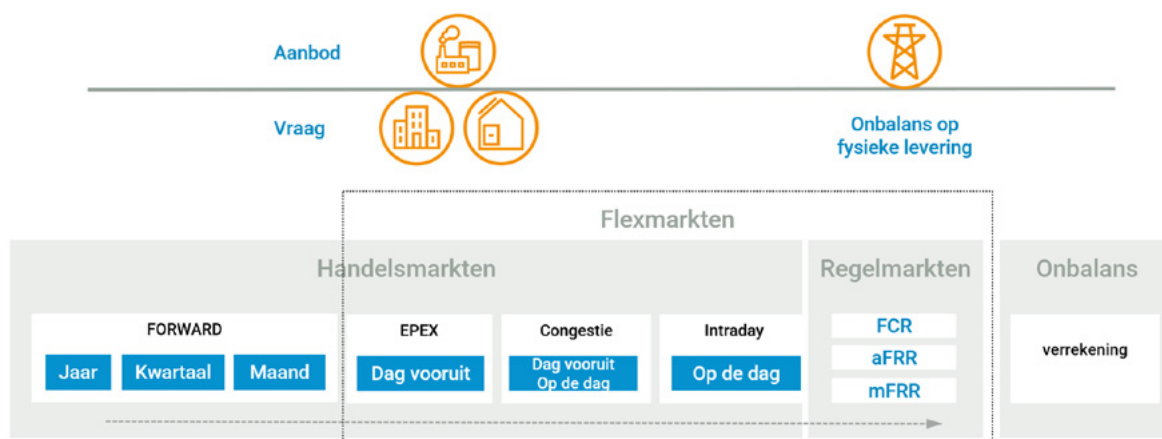 Aanbod
Vraag
Onbalans op
fysieke levering
Flexmarkten
Handelsmarkten
Regelmarkten
Onbalans
FORWARD
Jaar
Kwartaal
Maand
EPEX
Dag vooruit
Congestie
Dag vooruit
Op de dag
Intraday
Op de dag
FCR
aFRR
mFRR
verrekening